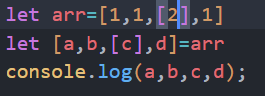 let arr=[1,1,[2],1]
let [a,b,[c],d]=arr
console.log(a,b,c,d);